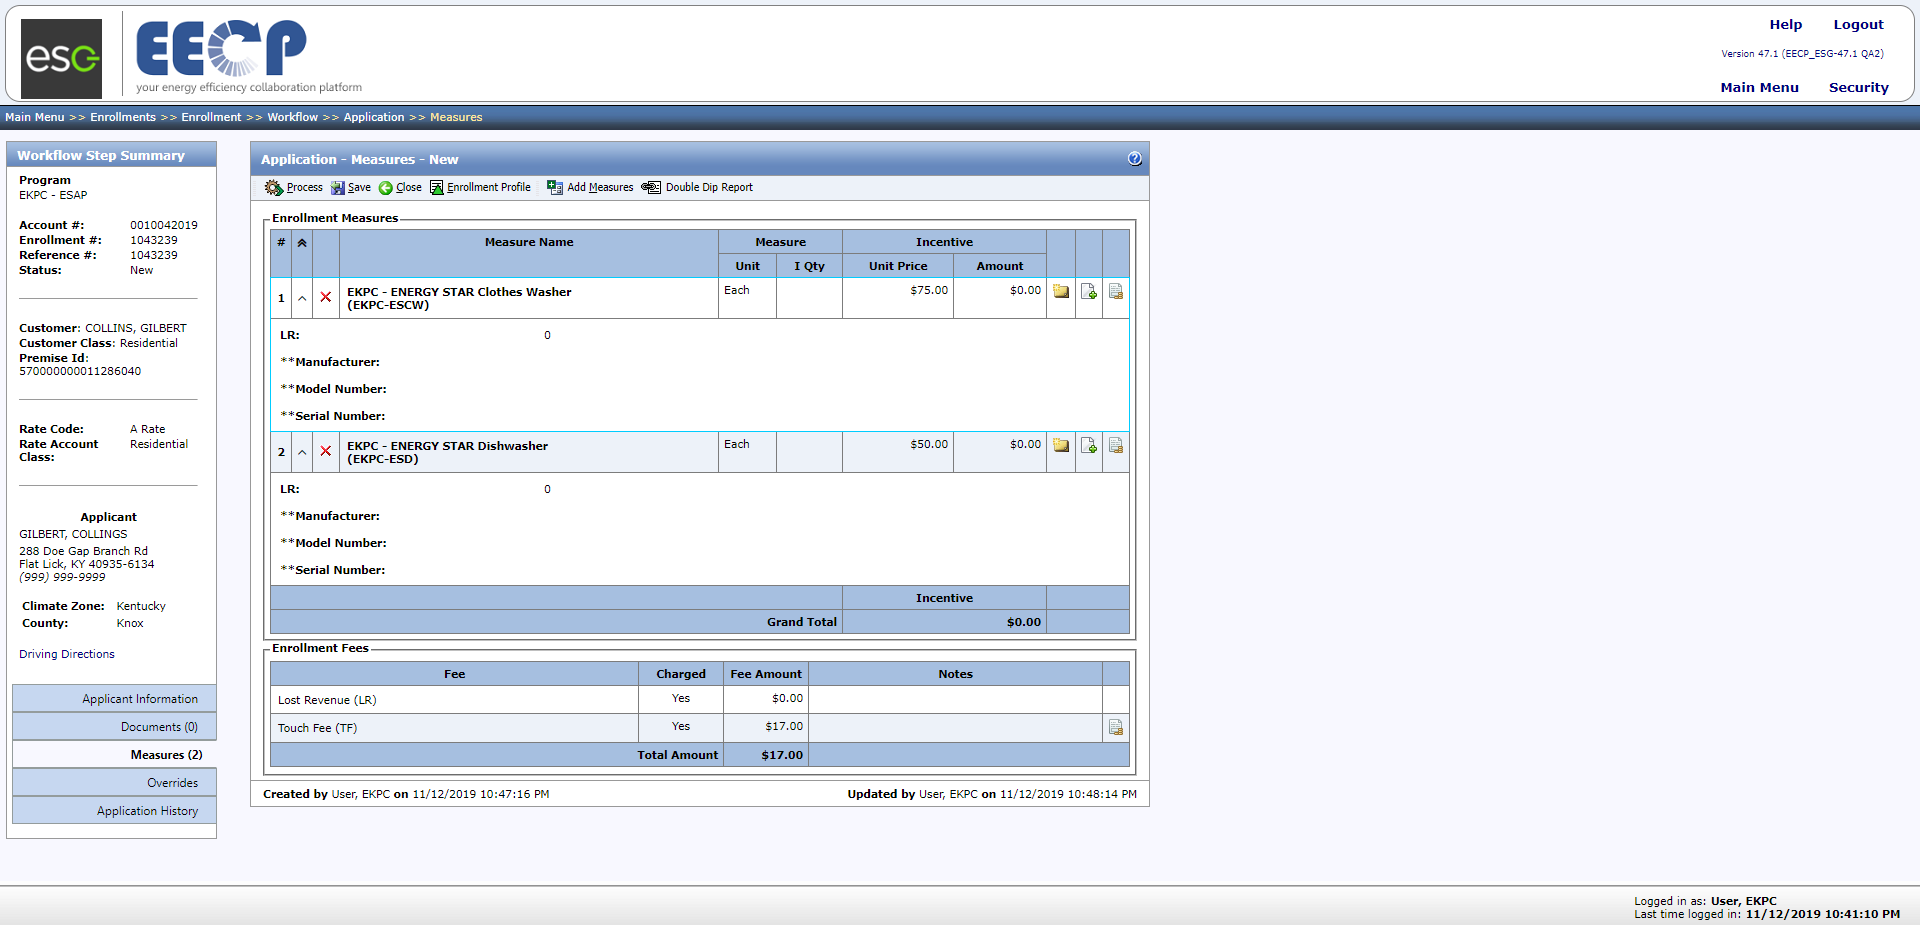 esg
EECP
your energy efficiency collaboration platform
Help Logout
Version 47.1 (EECP_ESG-47.1 QA2)
Main Menu Security
Main Menu >> Enrollments >> Enrollment >> Workflow >> Application >> Measures
Workflow Step Summary
Program
EKPC - ESAP
Account #: 0010042019
Enrollment #: 1043239
Reference #: 1043239
Status: New
Customer: COLLINS, GILBERT
Customer Class: Residential
Premise Id:
570000000011286040
Rate Code: A Rate
Rate Account Class: Residential
Applicant
GILBERT, COLLINGS
288 Doe Gap Branch Rd
Flat Lick, KY 40935-6134
(999) 999-9999
Climate Zone: Kentucky
County: Knox
Driving Directions
Applicant Information
Documents (0)
Measures (2)
Overrides
Application History
Application - Measures - New
Process Save Close Enrollment Profile Add Measures Double Dip Report
Enrollment Measures
# Measure Name Measure Incentive
Unit I Qty Unit Price Amount
1 EKPC - ENERGY STAR Clothes Washer Each $75.00 $0.00
(EKPC-ESCW)
LR: 0
**Manufacturer:
**Model Number:
**Serial Number:
2 EKPC - ENERGY STAR Dishwasher Each $50.00 $0.00
(EKPC-ESD)
LR: 0
**Manufacturer:
**Model Number:
**Serial Number:
Incentive
Grand Total $0.00
Enrollment Fees
Fee Charged Fee Amount Notes
Lost Revenue (LR) Yes $0.00
Touch Fee (TF) Yes $17.00
Total Amount $17.00
Created by User, EKPC on 11/12/2019 10:47:16 PM Updated by User, EKPC on 11/12/2019 10:48:14 PM
Logged in as: User, EKPC
Last time logged in: 11/12/2019 10:41:10 PM